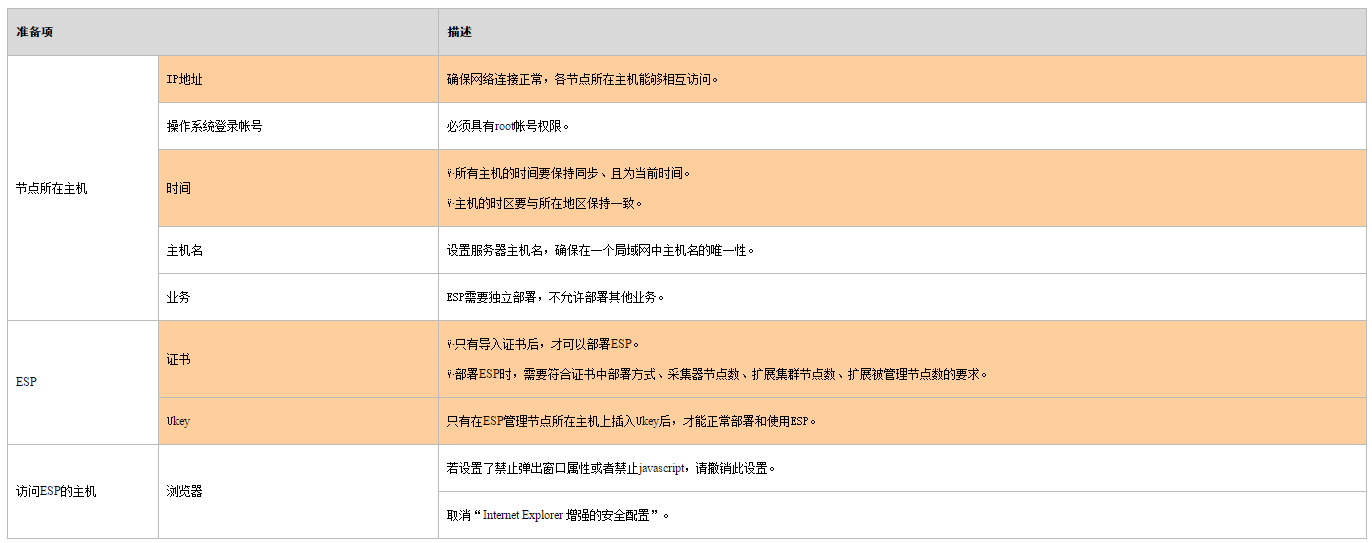 准备项
描述
节点所在主机
IP地址
确保网络连接正常，各节点所在主机能够相互访问。
操作系统登录帐号
必须具有root帐号权限。
时间
ÿ·所有主机的时间要保持同步、且为当前时间。
ÿ·主机的时区要与所在地区保持一致。
主机名
设置服务器主机名，确保在一个局域网中主机名的唯一性。
业务
ESP需要独立部署，不允许部署其他业务。
ESP
证书
ÿ·只有导入证书后，才可以部署ESP。
ÿ·部署ESP时，需要符合证书中部署方式、采集器节点数、扩展集群节点数、扩展被管理节点数的要求。
Ukey
只有在ESP管理节点所在主机上插入Ukey后，才能正常部署和使用ESP。
访问ESP的主机
浏览器
若设置了禁止弹出窗口属性或者禁止javascript，请撤销此设置。
取消“Internet Explorer 增强的安全配置”。